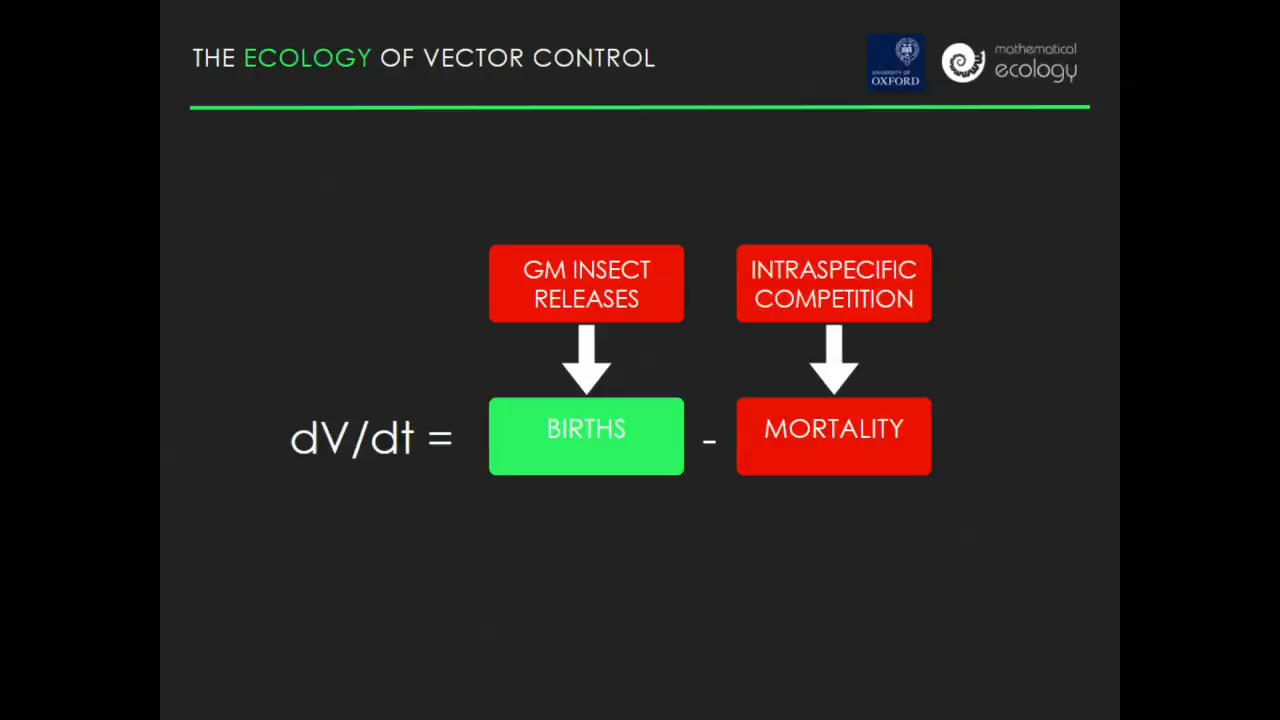 THE ECOLOGY OF VECTOR CONTROL
UNIVERSITY OF
OXFORD
mathematical
ecology
GM INSECT
RELEASES
INTRASPECIFIC
COMPETITION
dV/dt =
BIRTHS
-
MORTALITY